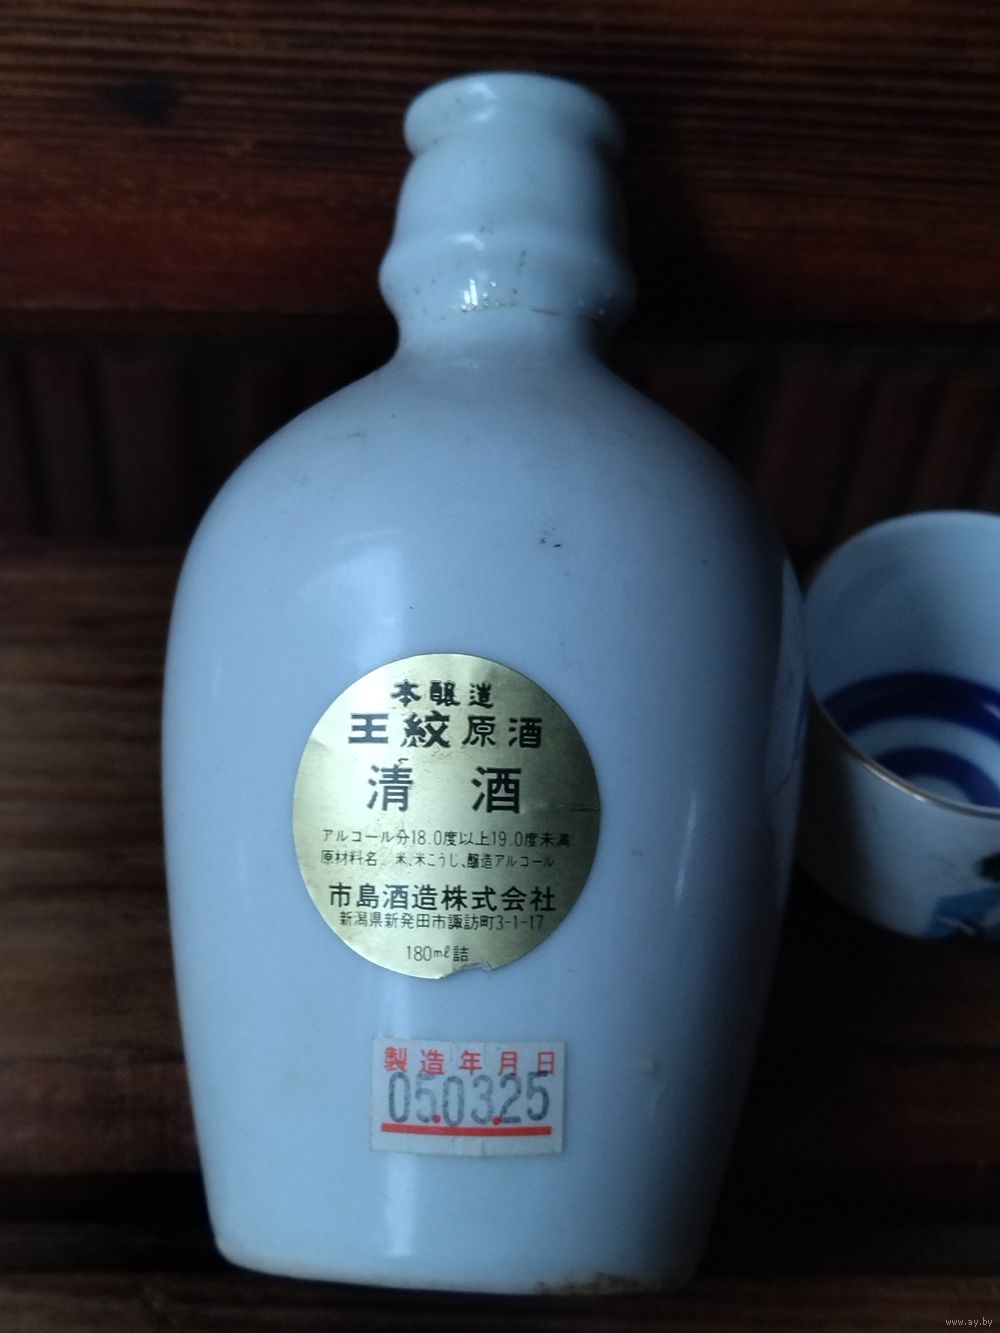 本醸造
王紋原酒
清 酒
アルコール分18.0度以上19.0度未満
原材料名 米、米こうじ、醸造アルコール
市島酒造株式会社
新潟県新発田市諏訪町3-1-17
180ml詰
製造年月日
05.03.25
www.ay.by